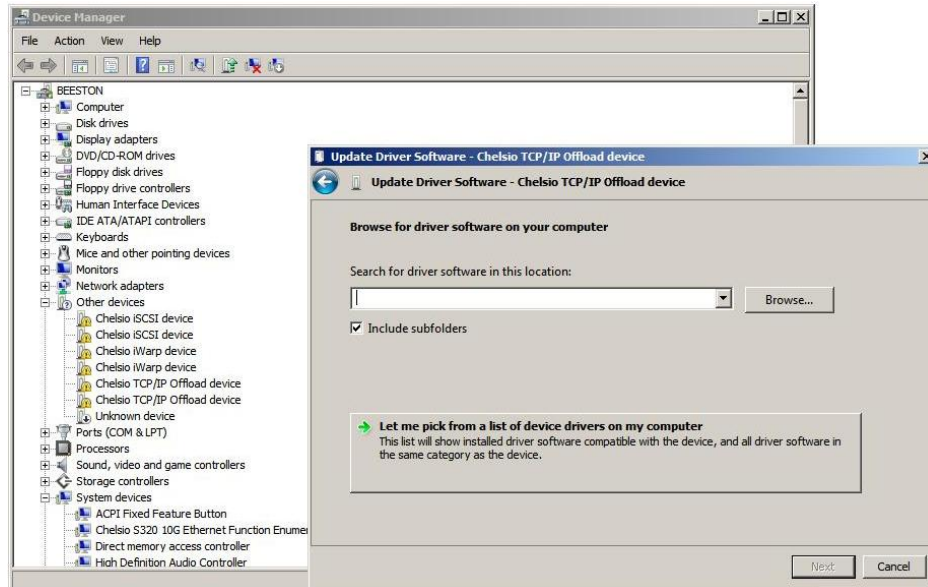 Device Manager
File Action View Help
BEESTON
Computer
Disk drives
Display adapters
DVD/CD-ROM drives
Floppy disk drives
Floppy drive controllers
Human Interface Devices
IDE ATA/ATAPI controllers
Keyboards
Mice and other pointing devices
Monitors
Network adapters
Other devices
Chelsio iSCSI device
Chelsio iSCSI device
Chelsio iWarp device
Chelsio iWarp device
Chelsio TCP/IP Offload device
Chelsio TCP/IP Offload device
Unknown device
Ports (COM & LPT)
Processors
Sound, video and game controllers
Storage controllers
System devices
ACPI Fixed Feature Button
Chelsio S320 10G Ethernet Function Enume
Direct memory access controller
High Definition Audio Controller
Update Driver Software - Chelsio TCP/IP Offload device
Update Driver Software - Chelsio TCP/IP Offload device
Browse for driver software on your computer
Search for driver software in this location:
Browse...
Include subfolders
Let me pick from a list of device drivers on my computer
This list will show installed driver software compatible with the device, and all driver software in
the same category as the device.
Next Cancel